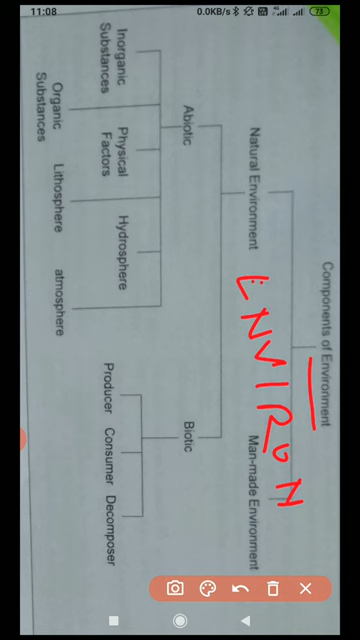 11:08
0.0KB/s
73
Components of Environment
Natural Environment
Man-made Environment
ENVIRON
Abiotic
Biotic
Inorganic
Substances
Physical
Factors
Hydrosphere
Producer
Consumer
Decomposer
Organic
Substances
Lithosphere
atmosphere